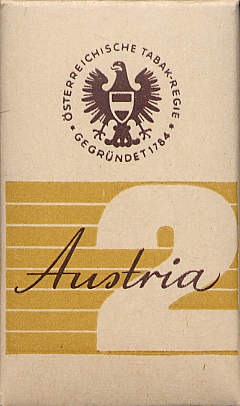 ÖSTERREICHISCHE TABAK-REGIE
* GEGRÜNDET 1784 *
2
Austria